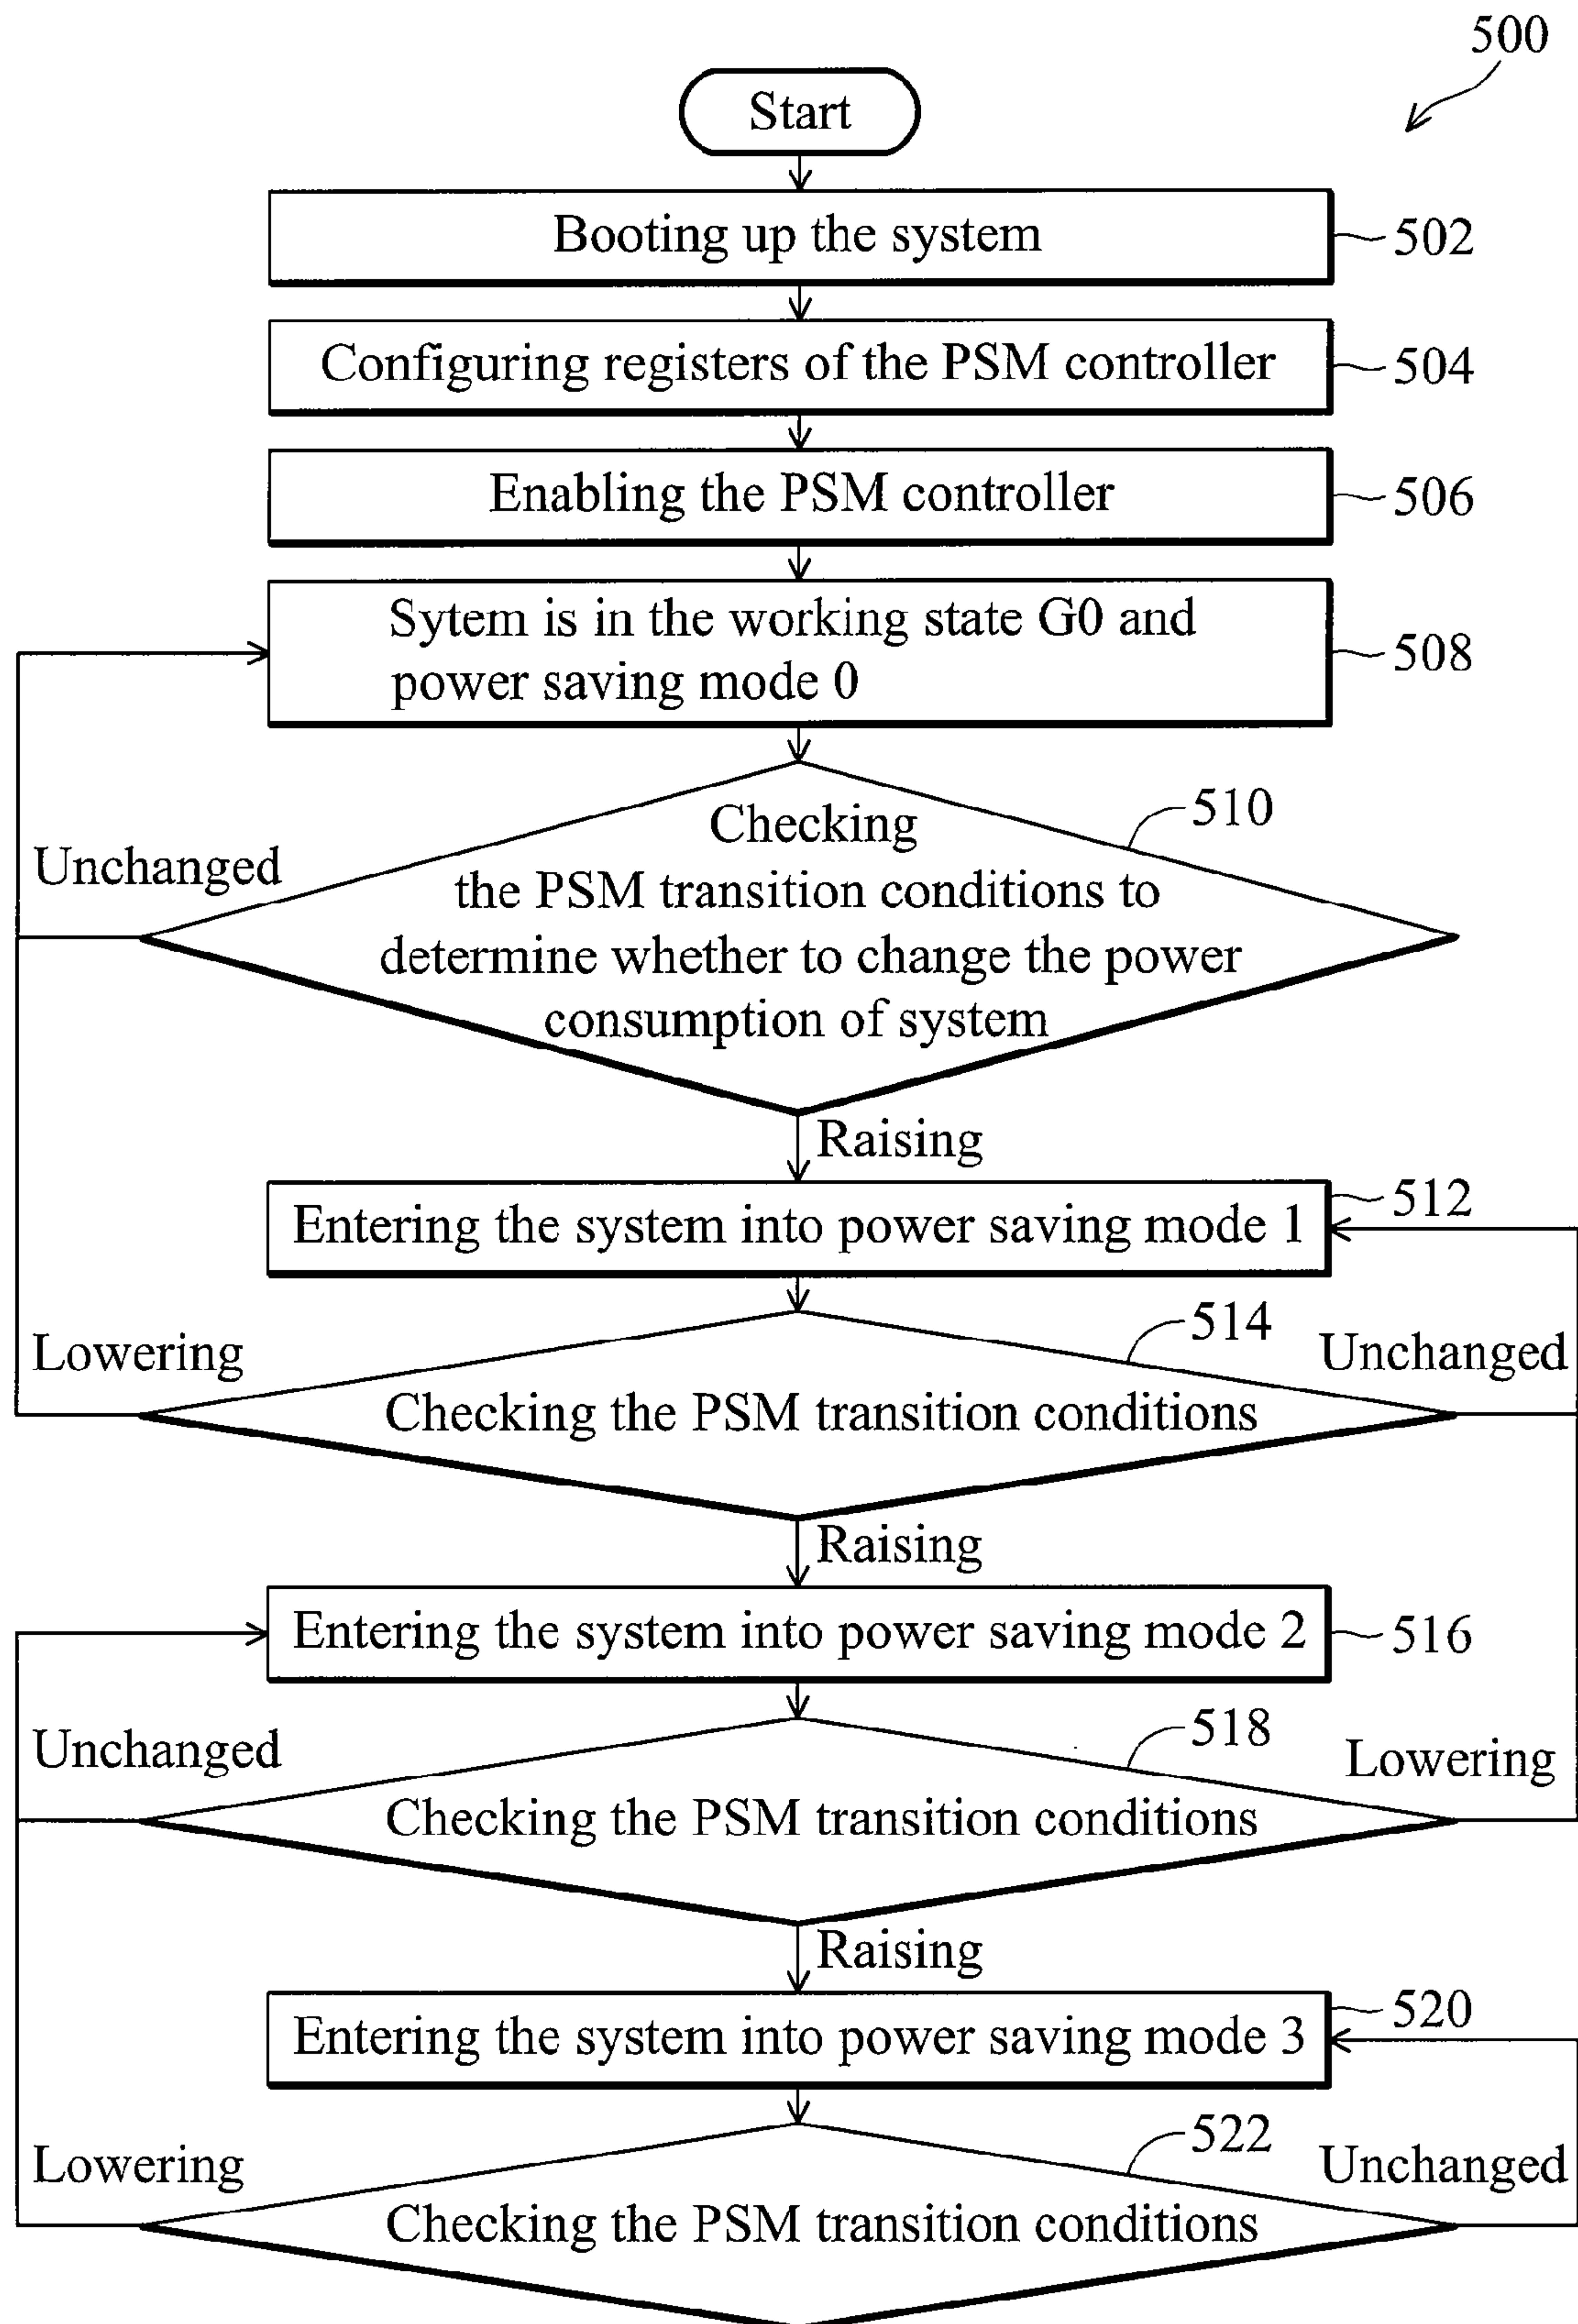 500
Start
Booting up the system
502
Configuring registers of the PSM controller
504
Enabling the PSM controller
506
Sytem is in the working state G0 and
power saving mode 0
508
510
Checking
the PSM transition conditions to
determine whether to change the power
consumption of system
Unchanged
Raising
Entering the system into power saving mode 1
512
514
Lowering
Unchanged
Checking the PSM transition conditions
Raising
Entering the system into power saving mode 2
516
518
Unchanged
Lowering
Checking the PSM transition conditions
Raising
Entering the system into power saving mode 3
520
522
Lowering
Unchanged
Checking the PSM transition conditions